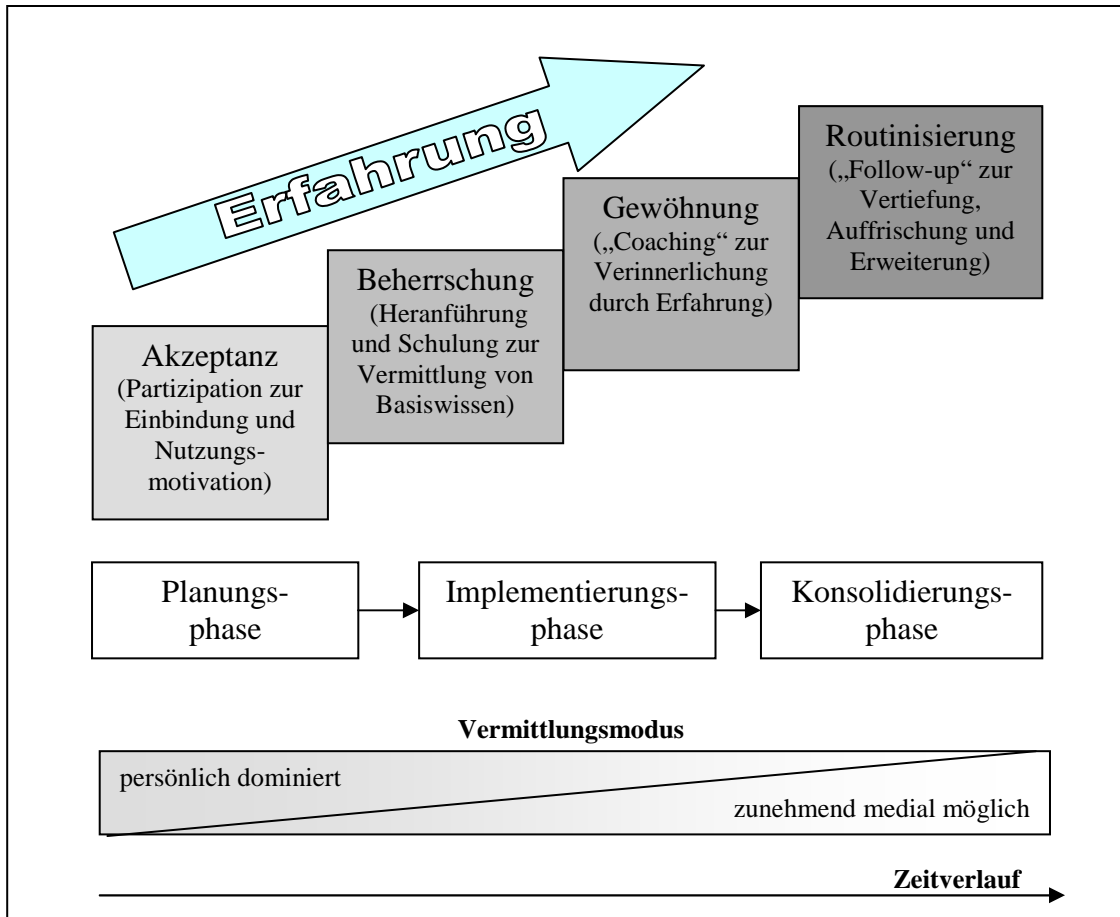 Erfahrung
Routinisierung
(„Follow-up“ zur
Vertiefung,
Auffrischung und
Erweiterung)
Gewöhnung
(„Coaching“ zur
Verinnerlichung
durch Erfahrung)
Beherrschung
(Heranführung
und Schulung zur
Vermittlung von
Basiswissen)
Akzeptanz
(Partizipation zur
Einbindung und
Nutzungs-
motivation)
Planungs-
phase
Implementierungs-
phase
Konsolidierungs-
phase
Vermittlungsmodus
persönlich dominiert
zunehmend medial möglich
Zeitverlauf